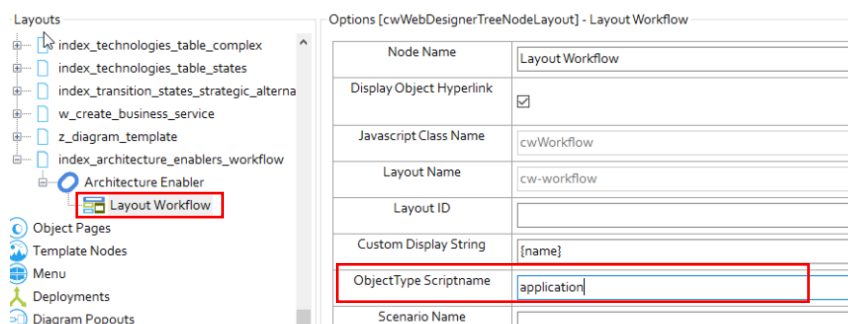 Layouts
index_technologies_table_complex
index_technologies_table_states
index_transition_states_strategic_alterna
w_create_business_service
z_diagram_template
index_architecture_enablers_workflow
Architecture Enabler
Layout Workflow
Object Pages
Template Nodes
Menu
Deployments
Diagram Popouts
Options [cwWebDesignerTreeNodeLayout] - Layout Workflow
Node Name
Layout Workflow
Display Object Hyperlink
Javascript Class Name
cwWorkflow
Layout Name
cw-workflow
Layout ID
Custom Display String
{name}
ObjectType Scriptname
application
Scenario Name